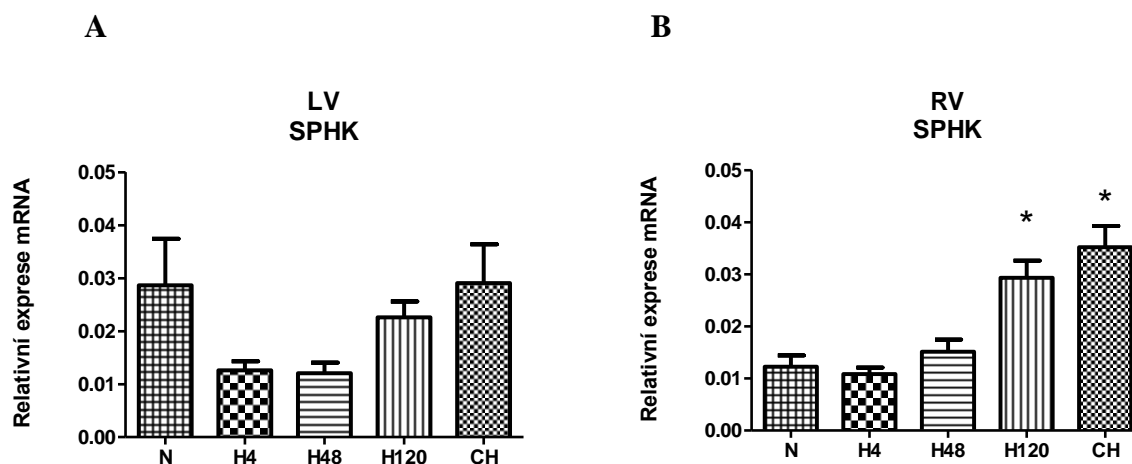 A
LV
SPHK
Relativní exprese mRNA
0.05
0.04
0.03
0.02
0.01
0.00
N H4 H48 H120 CH
B
RV
SPHK
Relativní exprese mRNA
0.05
0.04
0.03
0.02
0.01
0.00
* *
N H4 H48 H120 CH